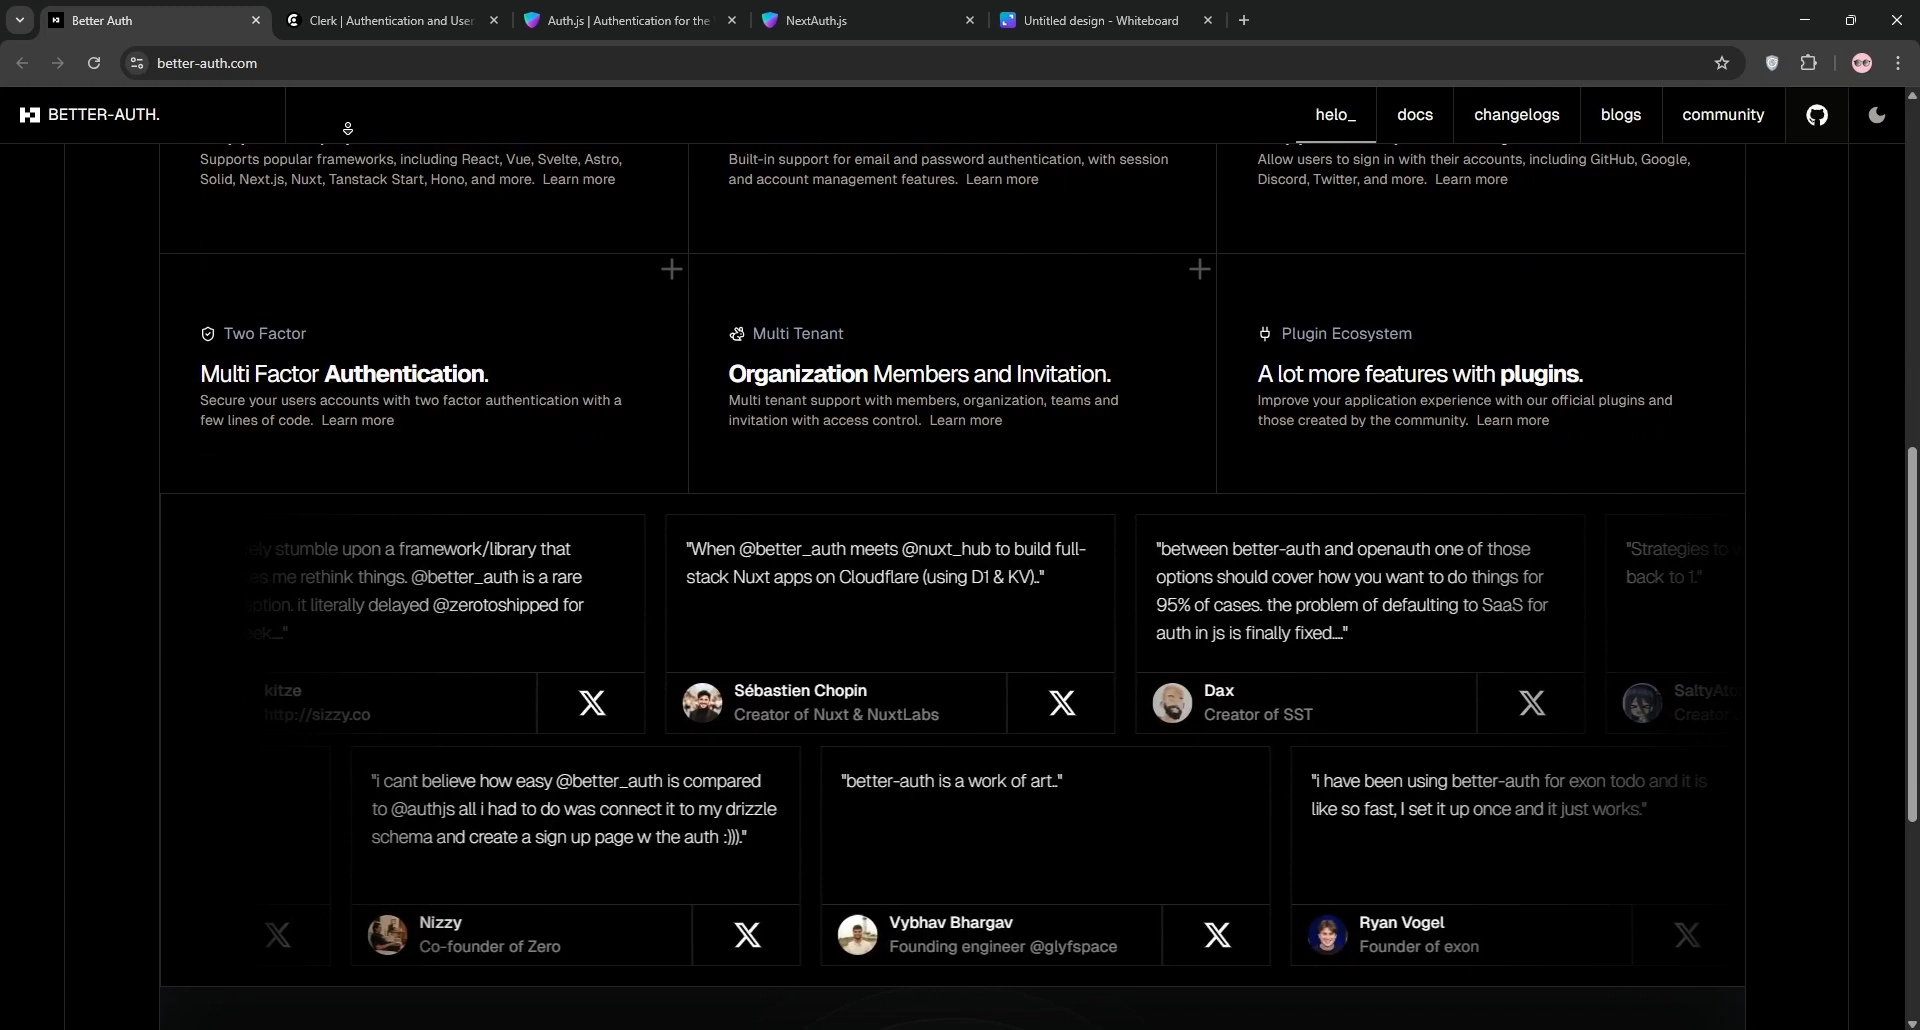 Better Auth
Clerk | Authentication and User
Auth.js | Authentication for the
NextAuth.js
Untitled design - Whiteboard
better-auth.com
BETTER-AUTH.
helo_
docs
changelogs
blogs
community
Supports popular frameworks, including React, Vue, Svelte, Astro,
Solid, Next.js, Nuxt, Tanstack Start, Hono, and more. Learn more
Built-in support for email and password authentication, with session
and account management features. Learn more
Allow users to sign in with their accounts, including GitHub, Google,
Discord, Twitter, and more. Learn more
Two Factor
Multi Factor Authentication.
Secure your users accounts with two factor authentication with a
few lines of code. Learn more
Multi Tenant
Organization Members and Invitation.
Multi tenant support with members, organization, teams and
invitation with access control. Learn more
Plugin Ecosystem
A lot more features with plugins.
Improve your application experience with our official plugins and
those created by the community. Learn more
stumble upon a framework/library that
me rethink things. @better_auth is a rare
it literally delayed @zerotoshipped for
kitze
http://sizzy.co
"When @better_auth meets @nuxt_hub to build full-
stack Nuxt apps on Cloudflare (using D1 & KV).."
Sébastien Chopin
Creator of Nuxt & NuxtLabs
"between better-auth and openauth one of those
options should cover how you want to do things for
95% of cases. the problem of defaulting to SaaS for
auth in js is finally fixed...."
Dax
Creator of SST
"Strategies to
back to 1."
SaltyAto
Creator
"i cant believe how easy @better_auth is compared
to @authjs all i had to do was connect it to my drizzle
schema and create a sign up page w the auth :)))."
Nizzy
Co-founder of Zero
"better-auth is a work of art.."
Vybhav Bhargav
Founding engineer @glyfspace
"i have been using better-auth for exon todo and it is
like so fast, I set it up once and it just works."
Ryan Vogel
Founder of exon